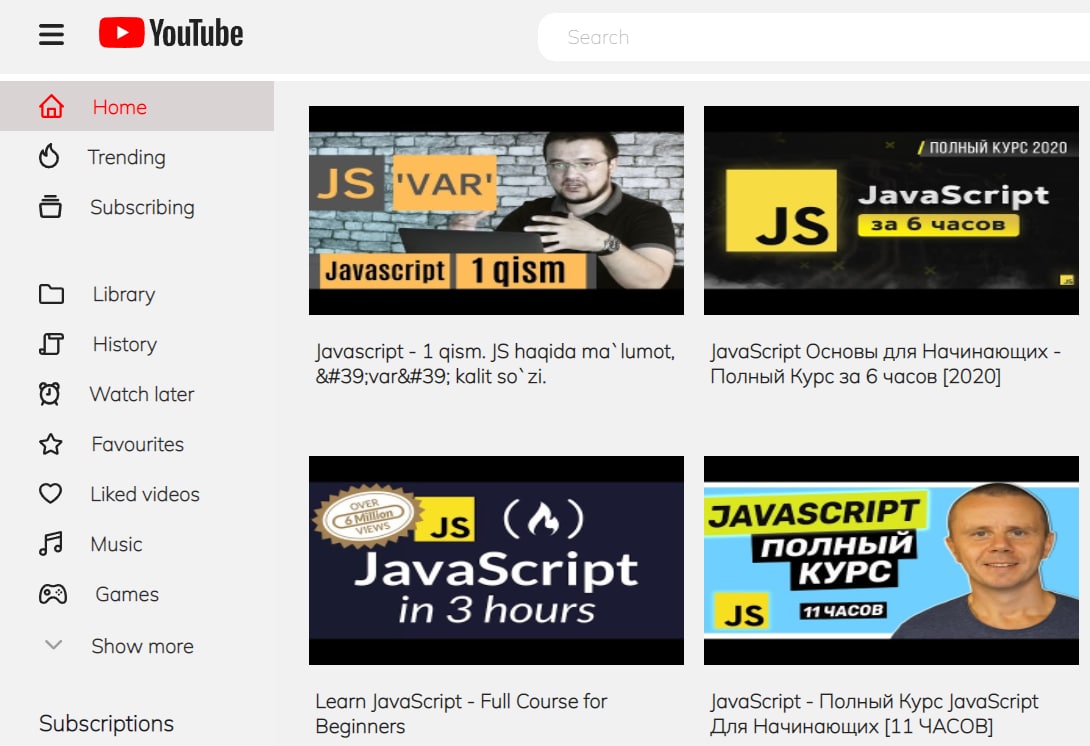 YouTube
Search
Home
Trending
Subscribing
Library
History
Watch later
Favourites
Liked videos
Music
Games
Show more
Subscriptions
JS 'VAR'
Javascript 1 qism
Javascript - 1 qism. JS haqida ma`lumot,
&#39;var&#39; kalit so`zi.
/ ПОЛНЫЙ КУРС 2020
JS
JavaScript
за 6 часов
JS
JavaScript Основы для Начинающих -
Полный Курс за 6 часов [2020]
OVER
6 Million
VIEWS
JS
JavaScript
in 3 hours
Learn JavaScript - Full Course for
Beginners
JAVASCRIPT
ПОЛНЫЙ
КУРС
JS
11 ЧАСОВ
JavaScript - Полный Курс JavaScript
Для Начинающих [11 ЧАСОВ]